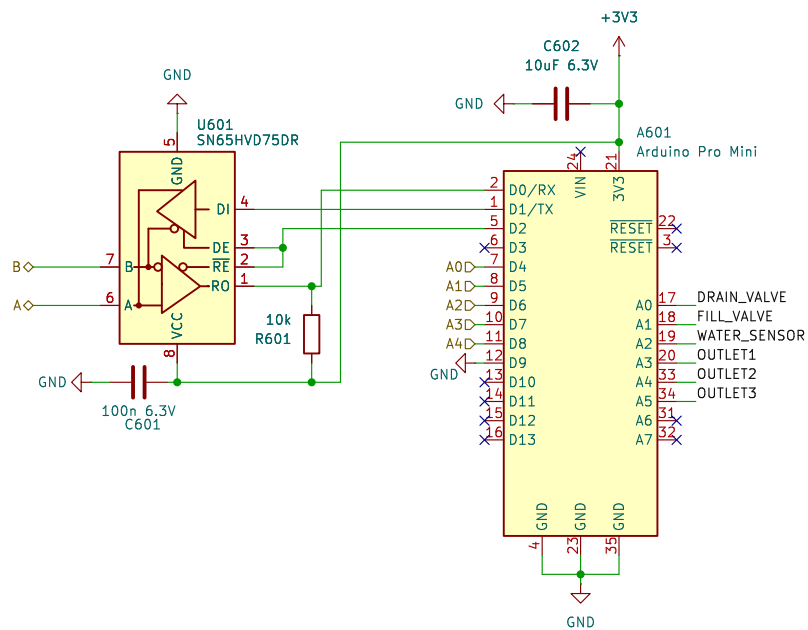 +3V3
C602
10uF 6.3V
GND
GND
U601
SN65HVD75DR
A601
Arduino Pro Mini
5
GND
24
21
VIN
3V3
DI
4
DE
3
RE
2
RO
1
7
B
B
6
A
A
VCC
8
10k
R601
GND
100n 6.3V
C601
2
D0/RX
1
D1/TX
5
D2
6
D3
A0
7
D4
A1
8
D5
A2
9
D6
A3
10
D7
A4
11
D8
GND
12
D9
13
D10
14
D11
15
D12
16
D13
RESET
22
RESET
3
A0
17
DRAIN_VALVE
A1
18
FILL_VALVE
A2
19
WATER_SENSOR
A3
20
OUTLET1
A4
33
OUTLET2
A5
34
OUTLET3
A6
31
A7
32
GND
GND
GND
4
23
35
GND